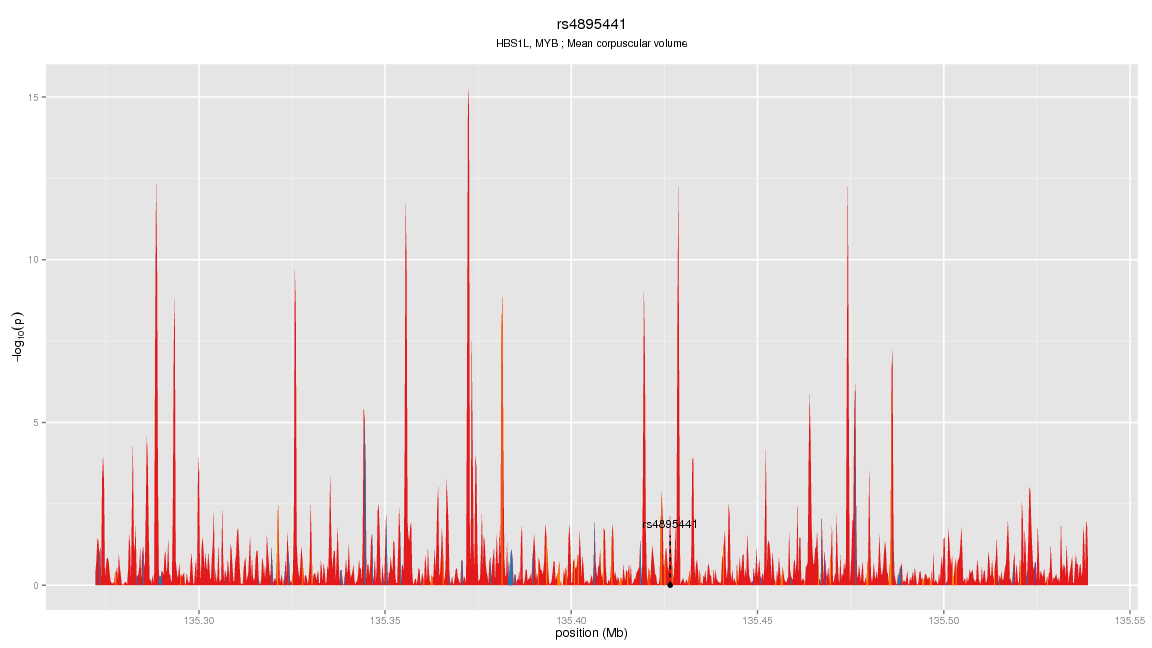 rs4895441
HBS1L, MYB ; Mean corpuscular volume
15
10
5
0
−log10(p)
rs4895441
135.30
135.35
135.40
135.45
135.50
135.55
position (Mb)